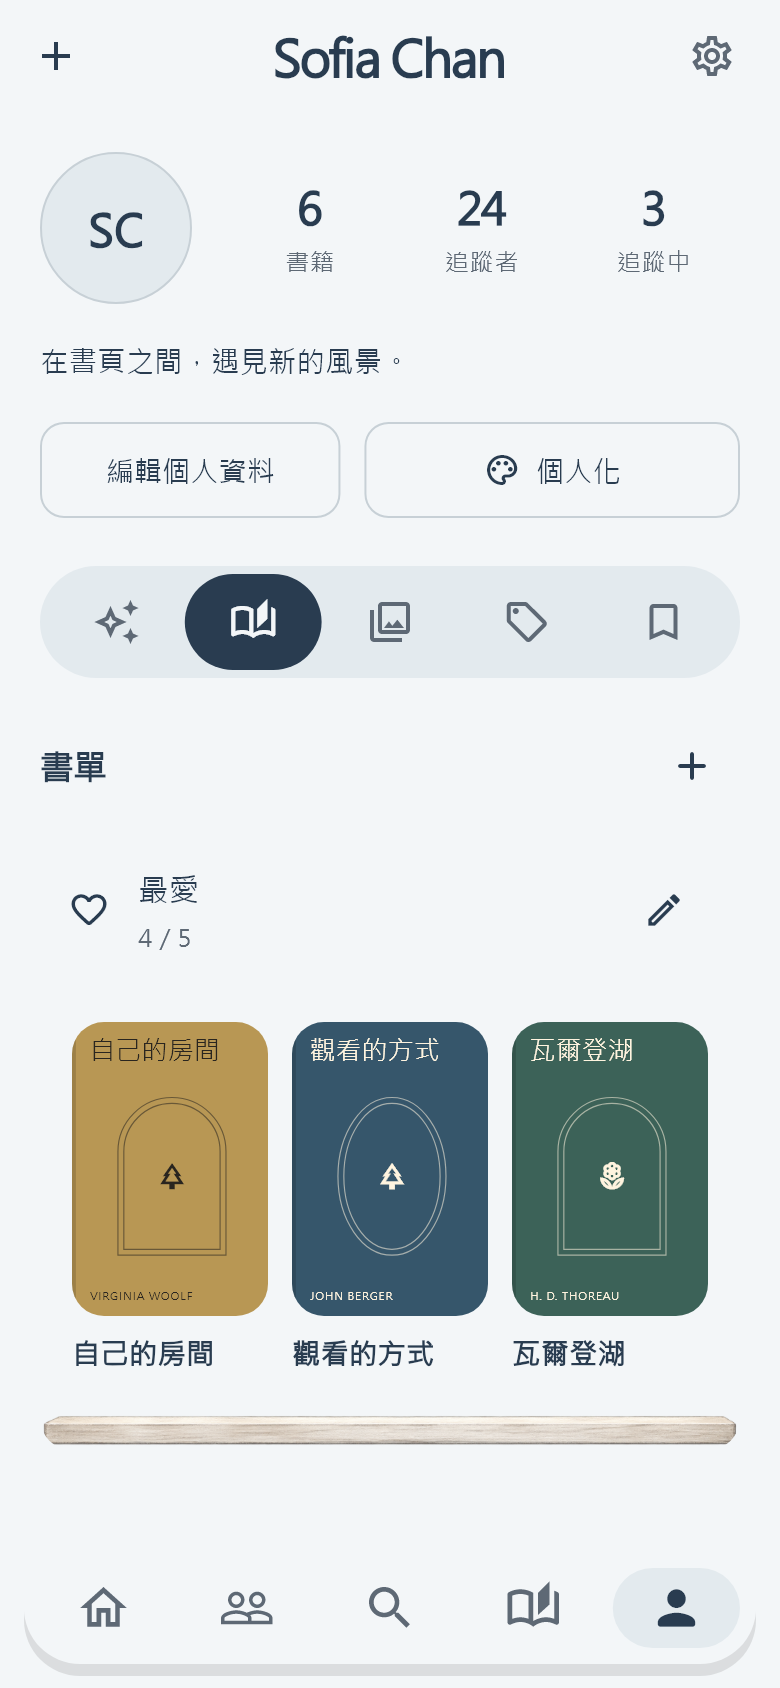 Sofia Chan
SC
6
24
3
書籍
追蹤者
追蹤中
在書頁之間，遇見新的風景。
編輯個人資料
個人化
書單
最愛
4 / 5
自己的房間
觀看的方式
瓦爾登湖
VIRGINIA WOOLF
JOHN BERGER
H. D. THOREAU
自己的房間
觀看的方式
瓦爾登湖